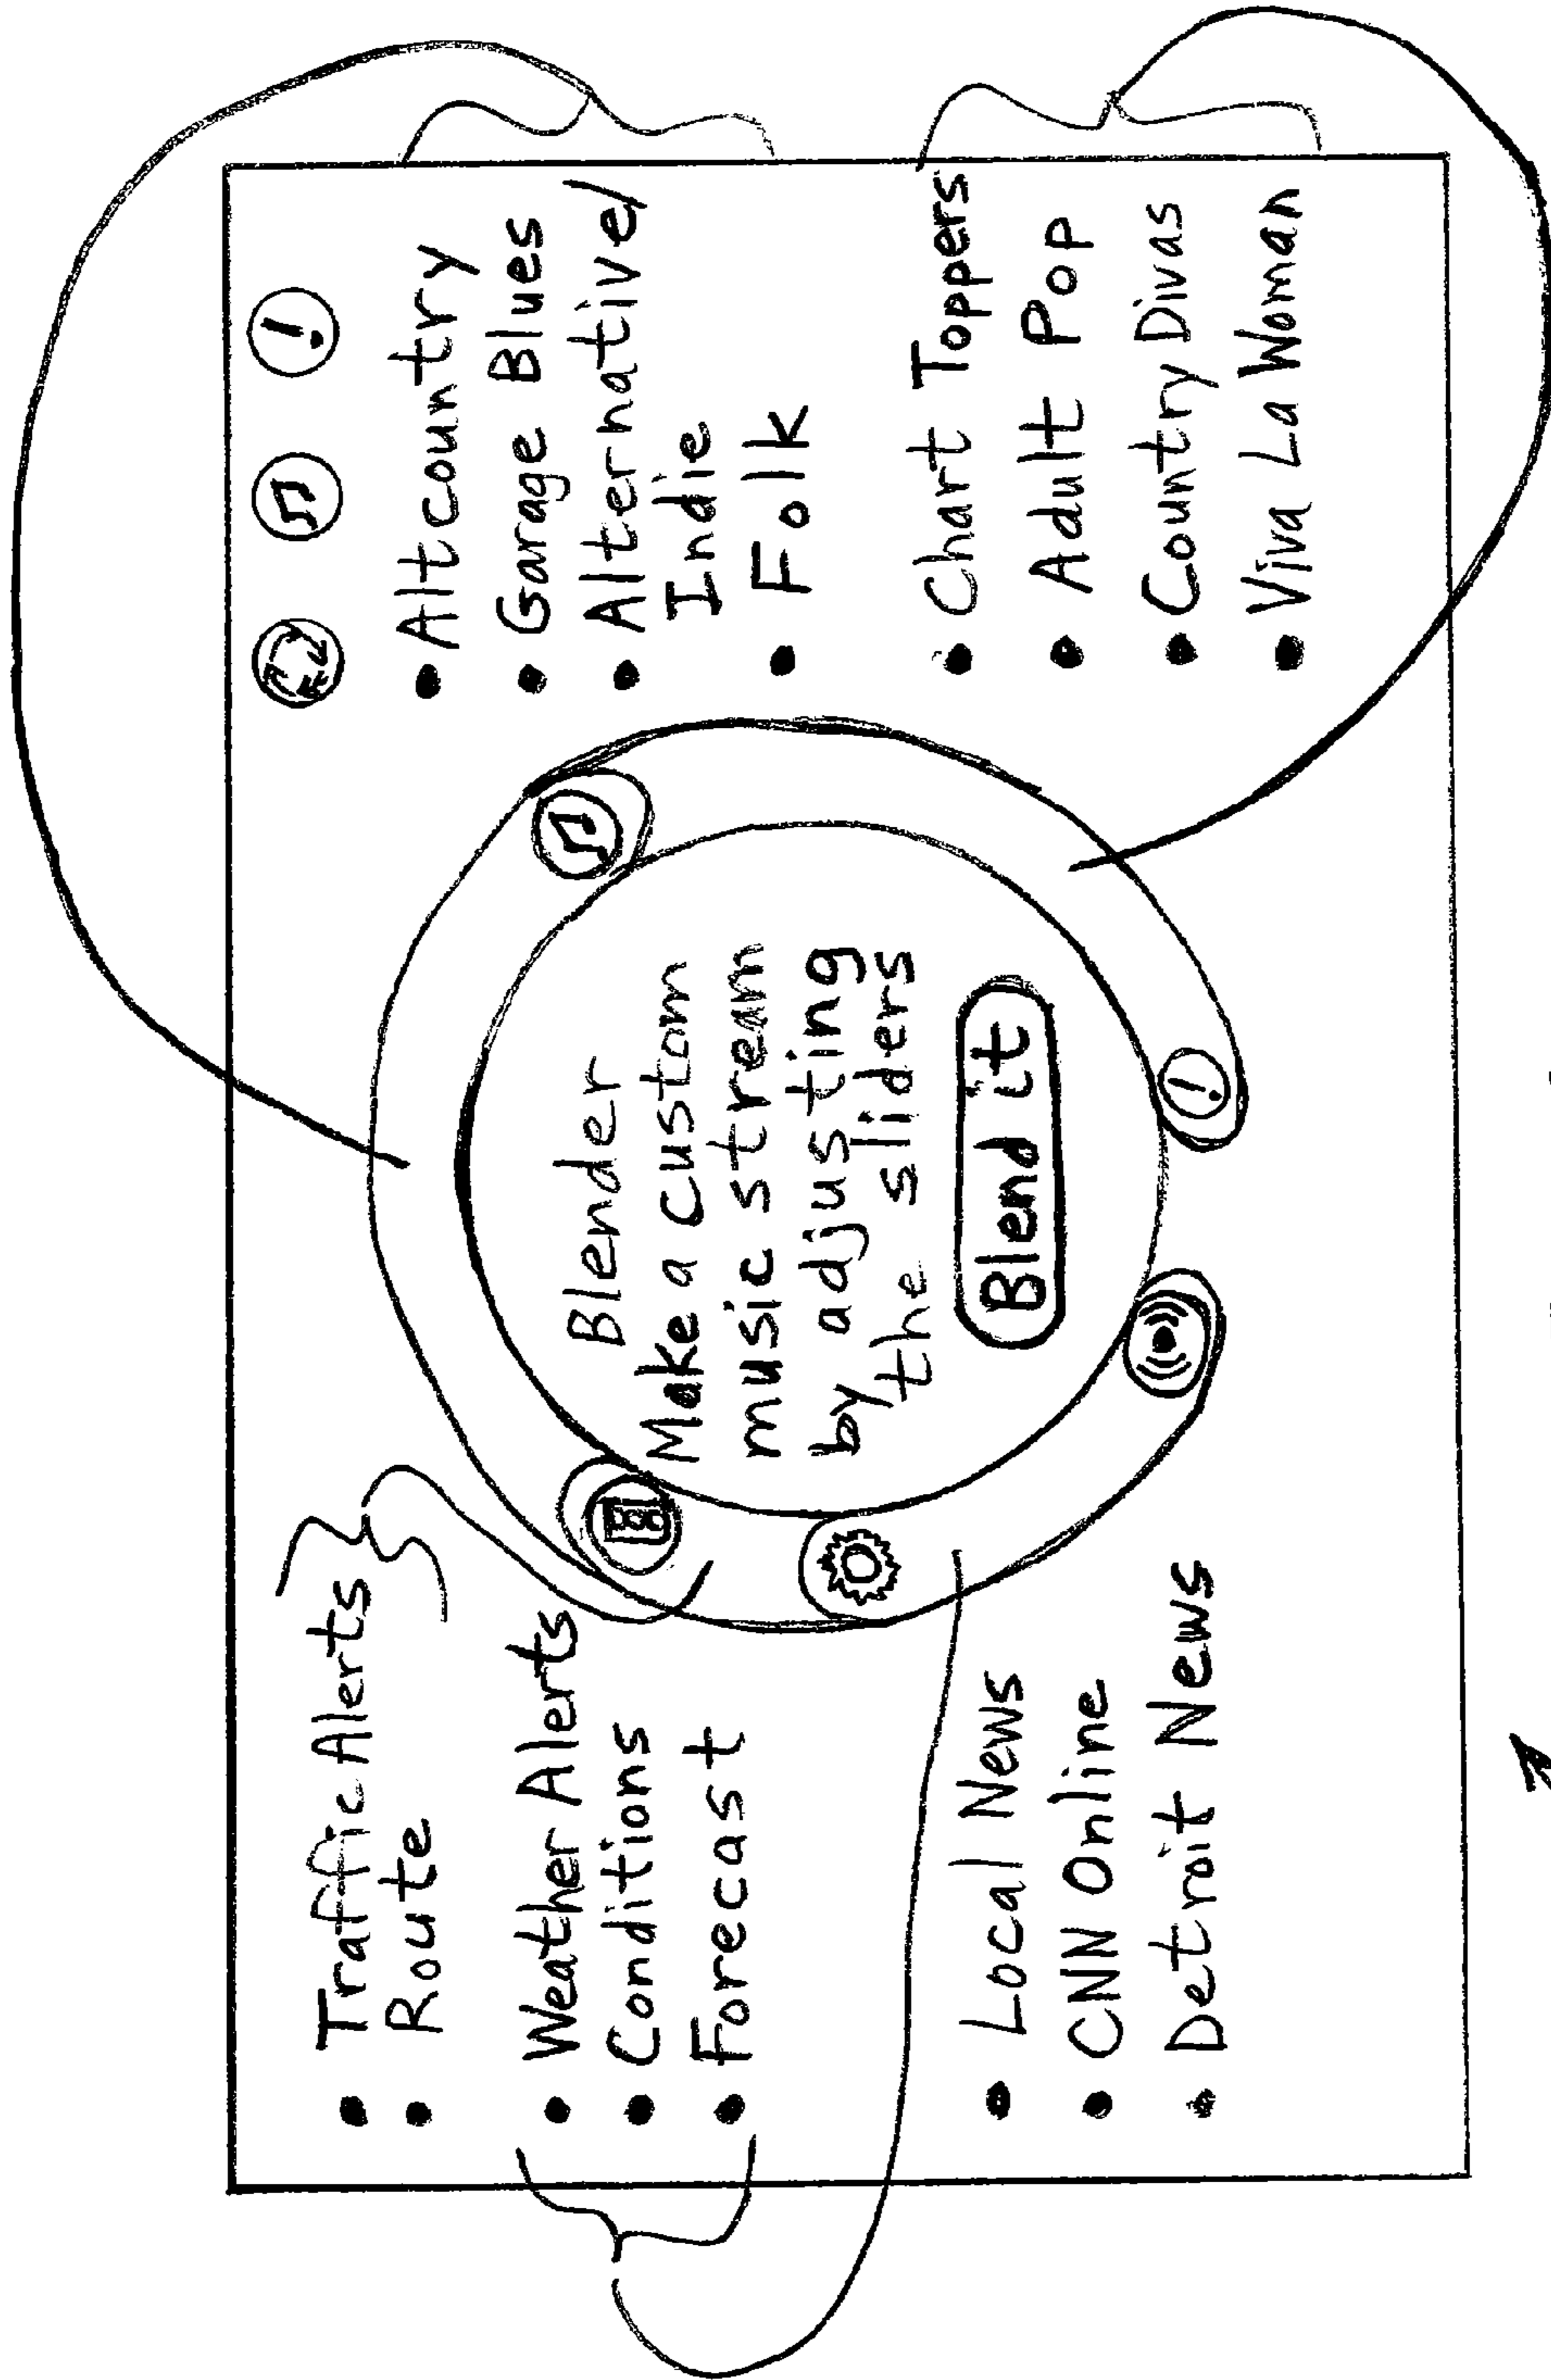 • Traffic Alerts
• Route
• Weather Alerts
• Conditions
• Forecast
• Local News
• CNN Online
• Detroit News
Blender
Make a custom
music stream
by adjusting
the sliders
Blend it
!
!
• Altcountry
• Garage Blues
• Alternative/
Indie
• Folk
• Chart Toppers
• Adult Pop
• Country Divas
• Viva La Woman